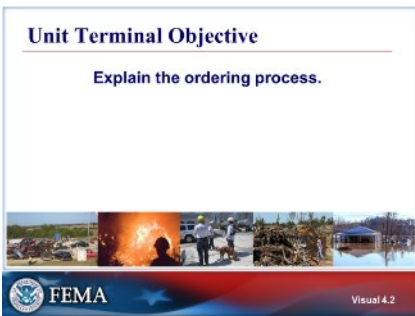 Unit Terminal Objective
Explain the ordering process.
FEMA
Visual 4.2